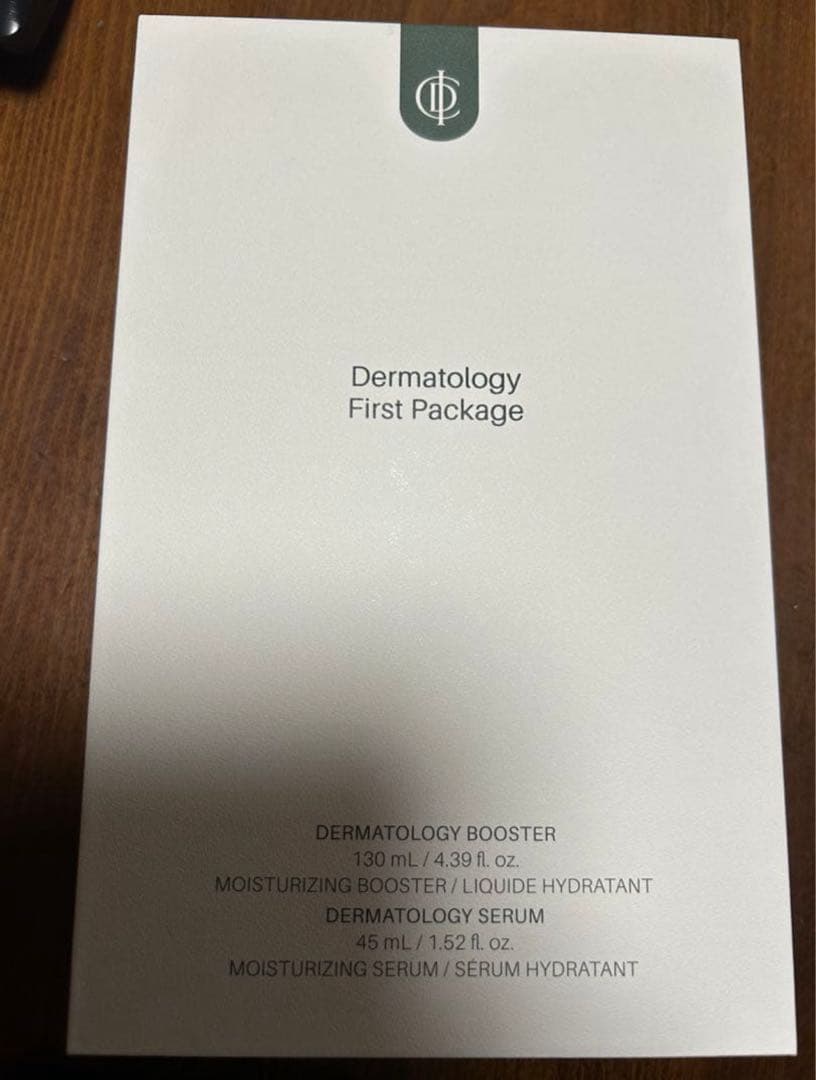 Dermatology
First Package
DERMATOLOGY BOOSTER
130 mL / 4.39 fl. oz.
MOISTURIZING BOOSTER / LIQUIDE HYDRATANT
DERMATOLOGY SERUM
45 mL / 1.52 fl. oz.
MOISTURIZING SERUM / SÉRUM HYDRATANT